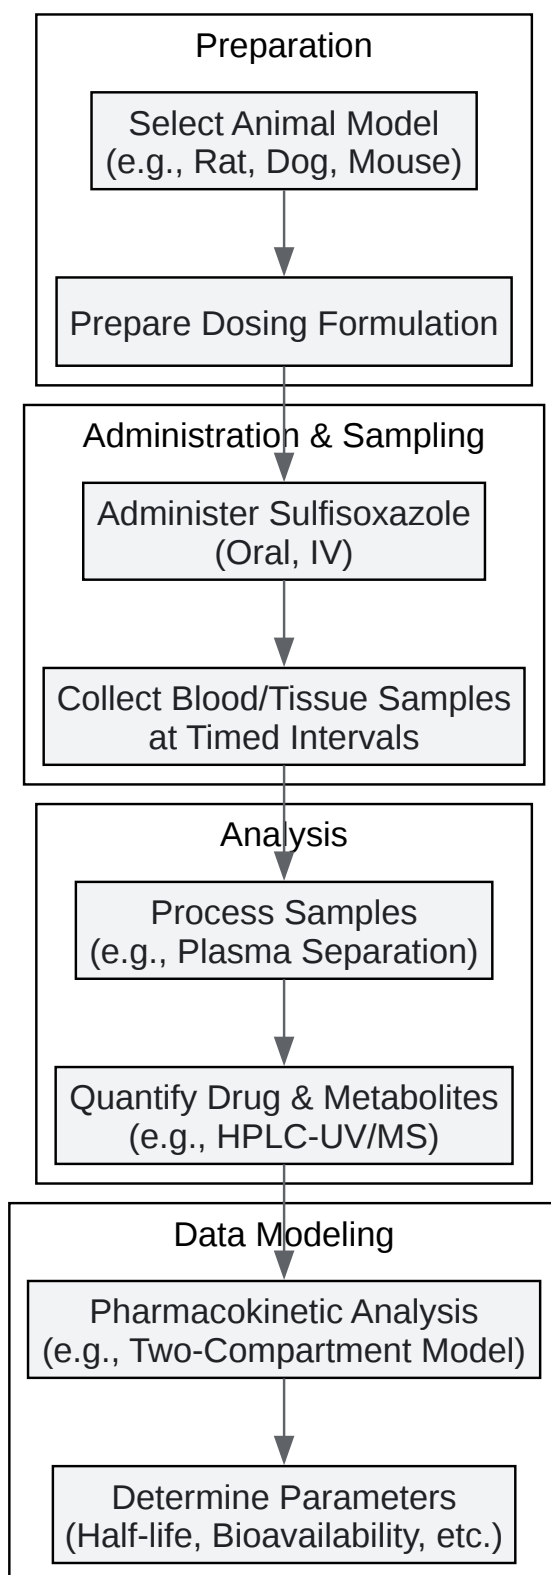 Preparation
Select Animal Model
(e.g., Rat, Dog, Mouse)
Prepare Dosing Formulation
Administration & Sampling
Administer Sulfisoxazole
(Oral, IV)
Collect Blood/Tissue Samples
at Timed Intervals
Analysis
Process Samples
(e.g., Plasma Separation)
Quantify Drug & Metabolites
(e.g., HPLC-UV/MS)
Data Modeling
Pharmacokinetic Analysis
(e.g., Two-Compartment Model)
Determine Parameters
(Half-life, Bioavailability, etc.)